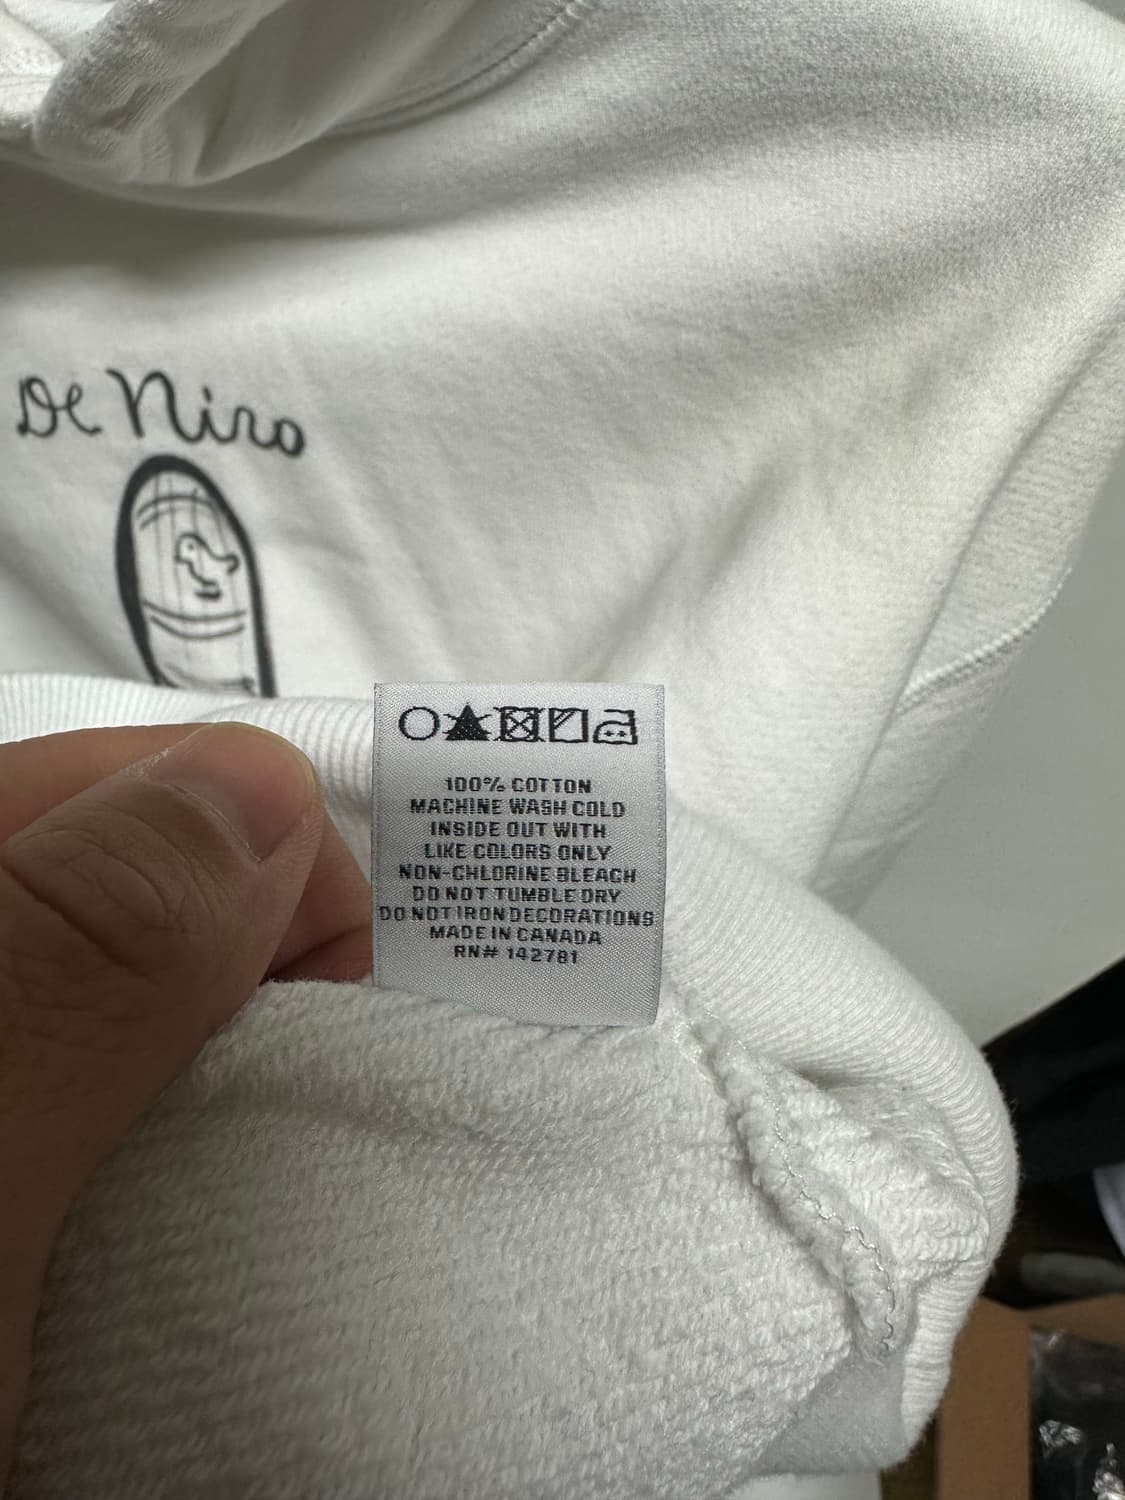 De Niro
100% COTTON
MACHINE WASH COLD
INSIDE OUT WITH
LIKE COLORS ONLY
NON-CHLORINE BLEACH
DO NOT TUMBLE DRY
DO NOT IRON DECORATIONS
MADE IN CANADA
RN# 142781